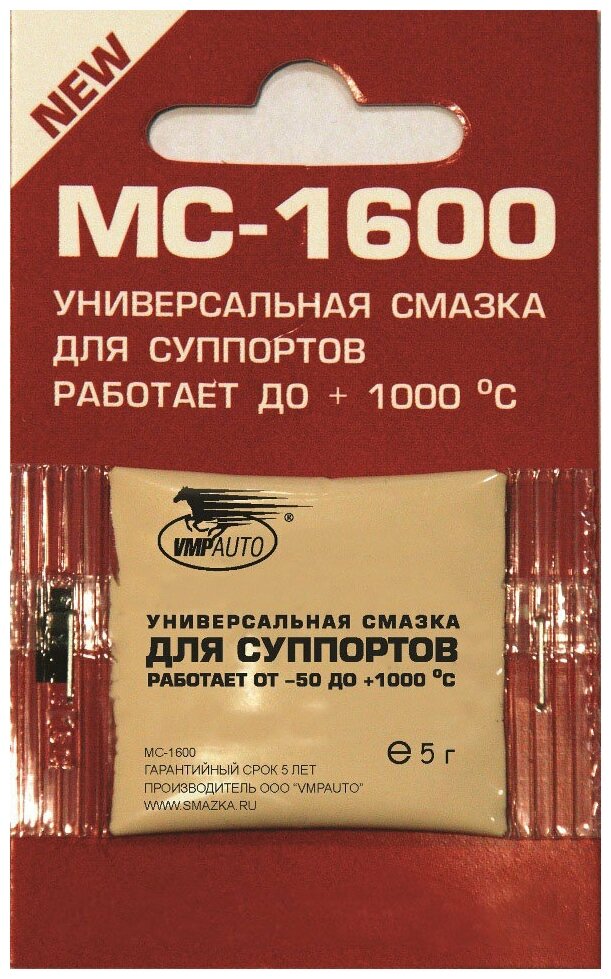 NEW
МС-1600
УНИВЕРСАЛЬНАЯ СМАЗКА
ДЛЯ СУППОРТОВ
РАБОТАЕТ ДО + 1000 °С
VMPAUTO ®
УНИВЕРСАЛЬНАЯ СМАЗКА
ДЛЯ СУППОРТОВ
РАБОТАЕТ ОТ –50 ДО +1000 °С
МС-1600
ГАРАНТИЙНЫЙ СРОК 5 ЛЕТ
ПРОИЗВОДИТЕЛЬ ООО "VMPAUTO"
WWW.SMAZKA.RU
℮ 5 г